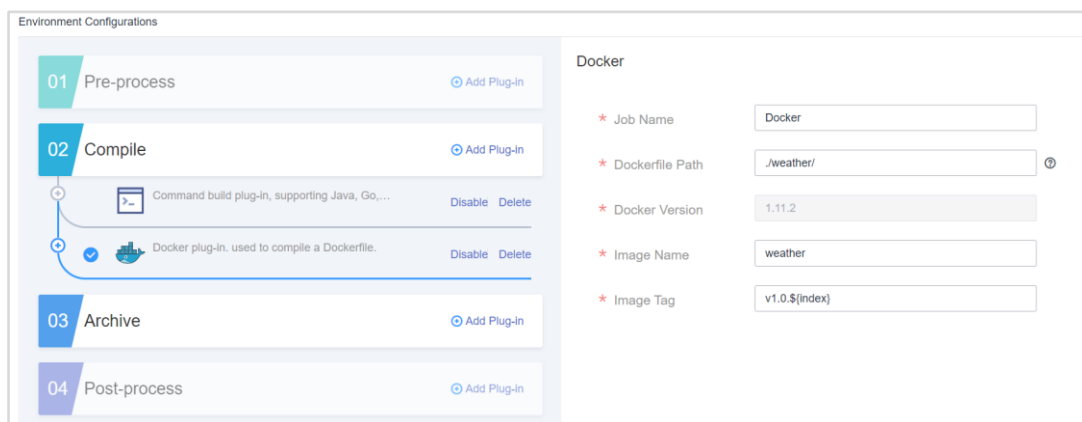 Environment Configurations
01 Pre-process
Add Plug-in
02 Compile
Add Plug-in
Command build plug-in, supporting Java, Go,...
Disable Delete
Docker plug-in. used to compile a Dockerfile.
Disable Delete
03 Archive
Add Plug-in
04 Post-process
Add Plug-in
Docker
* Job Name
Docker
* Dockerfile Path
./weather/
* Docker Version
1.11.2
* Image Name
weather
* Image Tag
v1.0.${index}